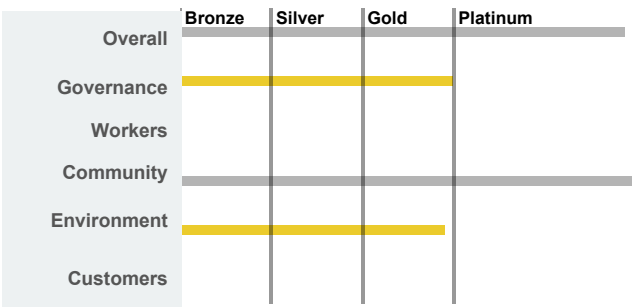 Bronze Silver Gold Platinum
Overall
Governance
Workers
Community
Environment
Customers